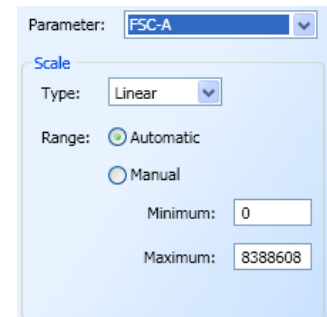 Parameter: FSC-A
Scale
Type: Linear
Range: Automatic
Manual
Minimum: 0
Maximum: 8388608